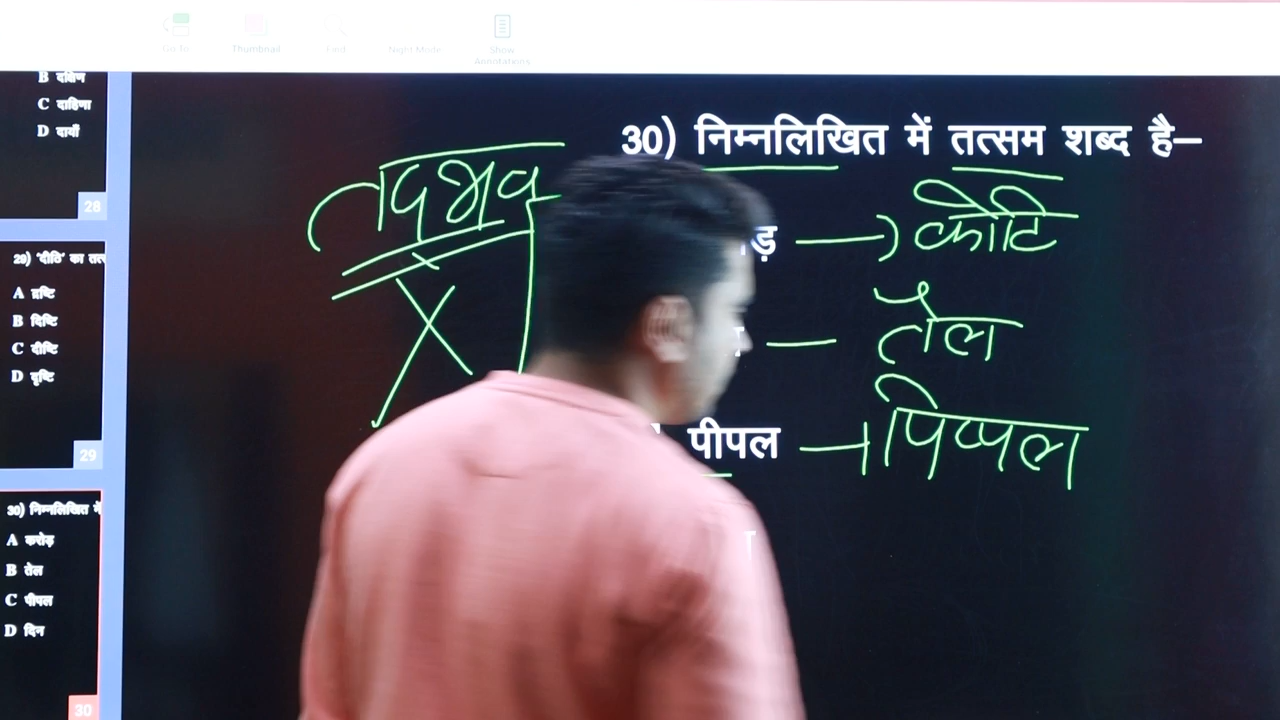 Go To
Thumbnail
Find
Night Mode
Show
Annotations
B दक्षिण
C दाहिणा
D दायाँ
28
29) 'दीति' का तत्स
A द्रष्टि
B दिष्टि
C दीष्टि
D दृष्टि
29
30) निम्नलिखित में
A करोड़
B तेल
C पीपल
D दिन
30
30) निम्नलिखित में तत्सम शब्द है–
तद्भव
ड़ कोटि
तैल
पीपल पिप्पल